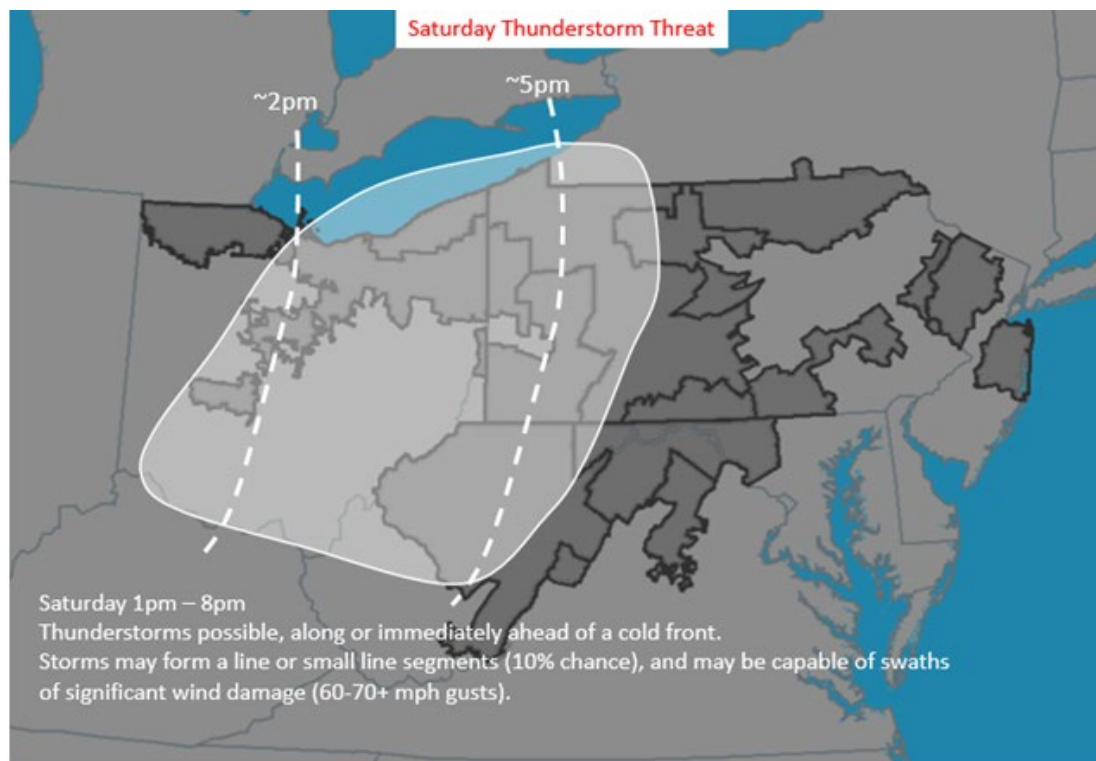 Saturday Thunderstorm Threat
~2pm
~5pm
Saturday 1pm – 8pm
Thunderstorms possible, along or immediately ahead of a cold front.
Storms may form a line or small line segments (10% chance), and may be capable of swaths
of significant wind damage (60-70+ mph gusts).